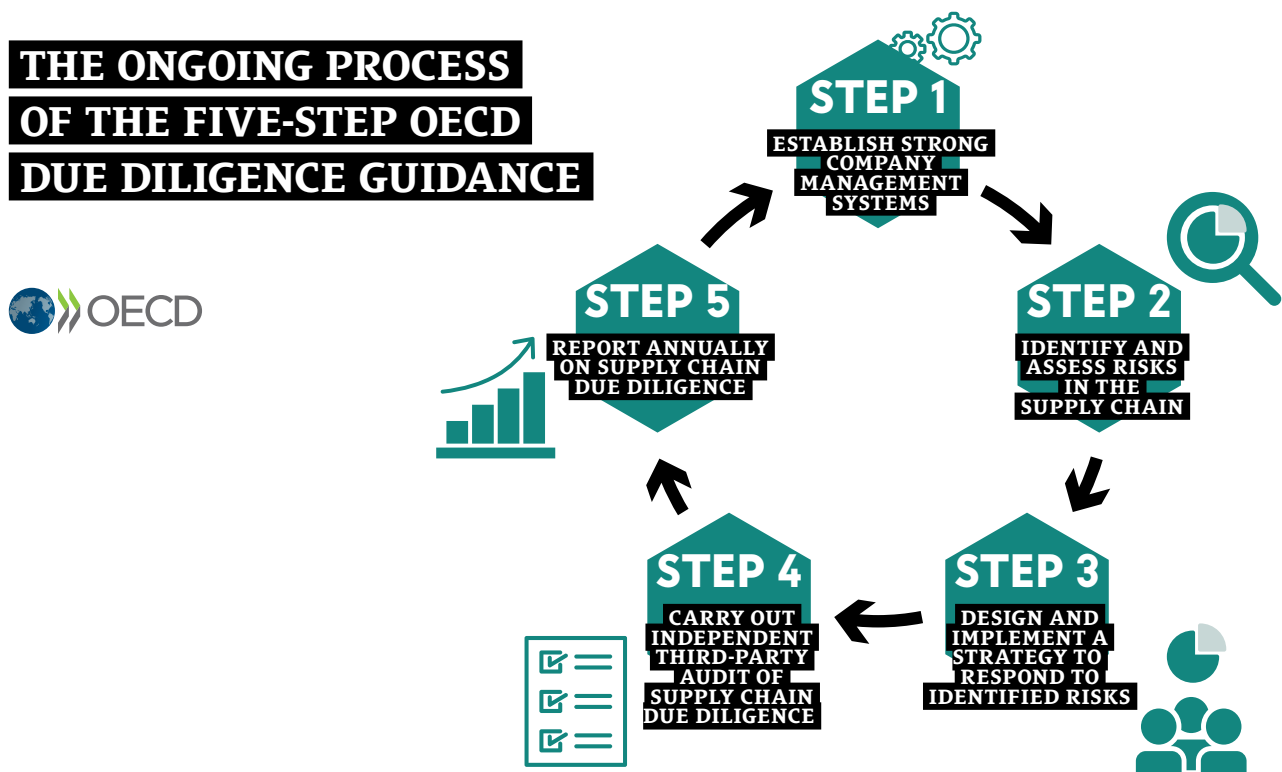 THE ONGOING PROCESS
OF THE FIVE-STEP OECD
DUE DILIGENCE GUIDANCE
OECD
STEP 1
ESTABLISH STRONG
COMPANY
MANAGEMENT
SYSTEMS
STEP 2
IDENTIFY AND
ASSESS RISKS
IN THE
SUPPLY CHAIN
STEP 3
DESIGN AND
IMPLEMENT A
STRATEGY TO
RESPOND TO
IDENTIFIED RISKS
STEP 4
CARRY OUT
INDEPENDENT
THIRD-PARTY
AUDIT OF
SUPPLY CHAIN
DUE DILIGENCE
STEP 5
REPORT ANNUALLY
ON SUPPLY CHAIN
DUE DILIGENCE